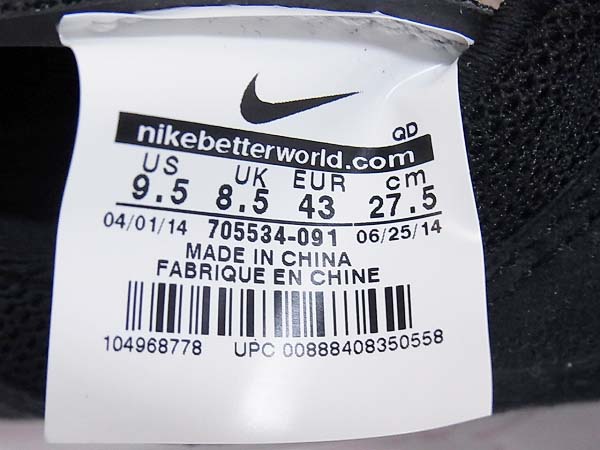 nikebetterworld.com
QD
US UK EUR cm
9.5 8.5 43 27.5
04/01/14 705534-091 06/25/14
MADE IN CHINA
FABRIQUE EN CHINE
104968778 UPC 00888408350558